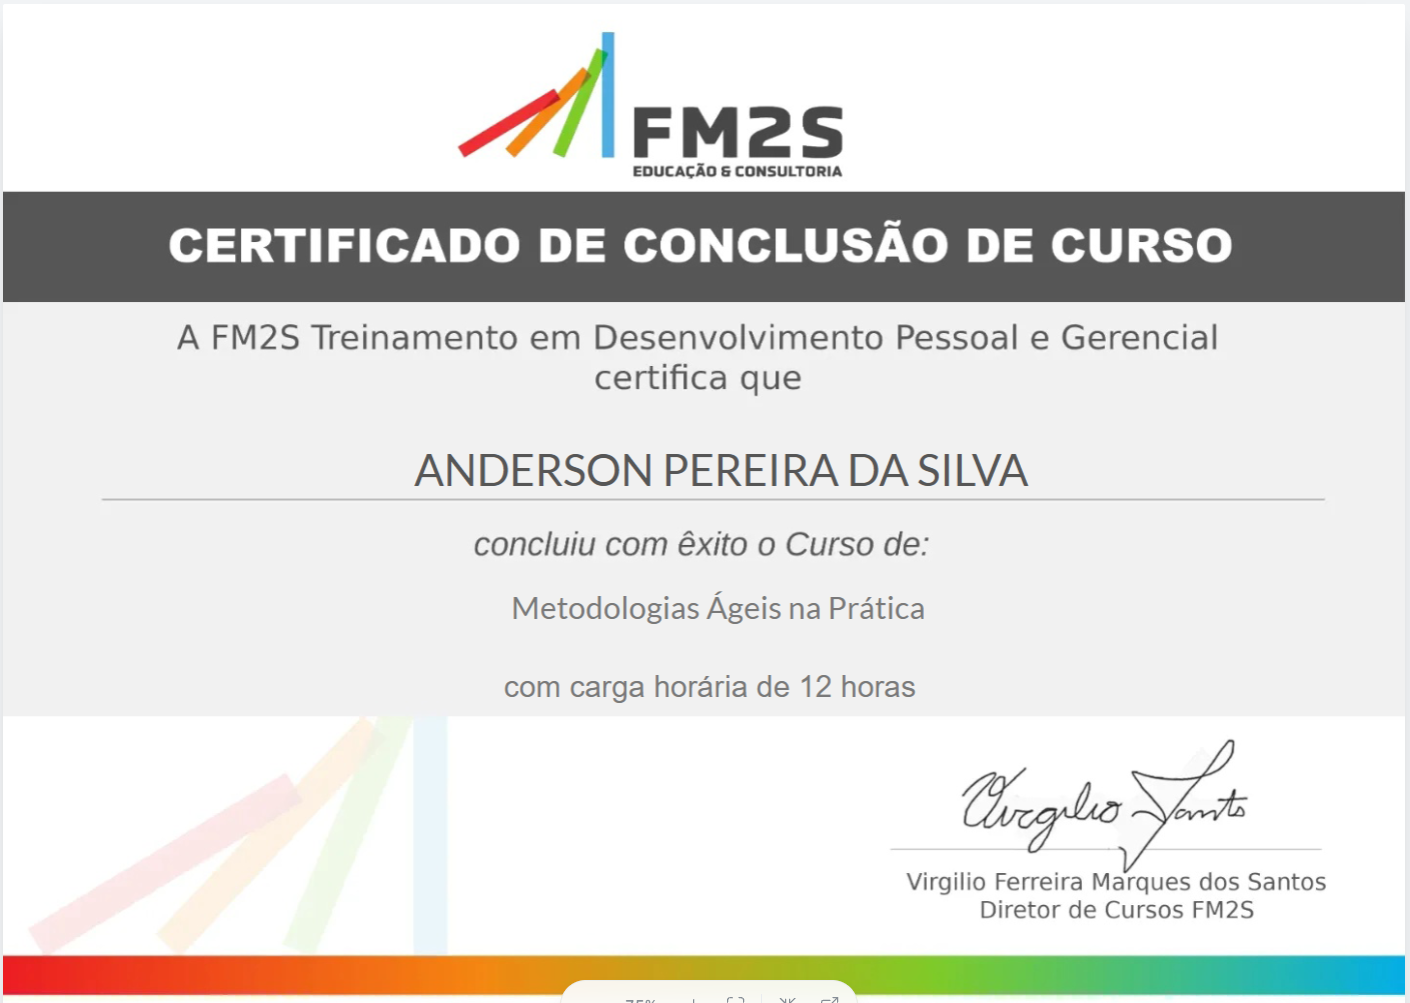 FM2S
EDUCAÇÃO & CONSULTORIA
CERTIFICADO DE CONCLUSÃO DE CURSO
A FM2S Treinamento em Desenvolvimento Pessoal e Gerencial
certifica que
ANDERSON PEREIRA DA SILVA
concluiu com êxito o Curso de:
Metodologias Ágeis na Prática
com carga horária de 12 horas
Virgilio Santo
Virgilio Ferreira Marques dos Santos
Diretor de Cursos FM2S